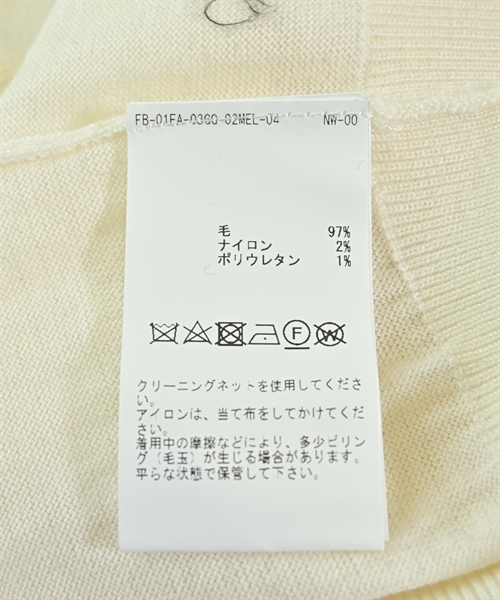 FB-01FA-03GO-02MEL-04 NW-00
毛 97%
ナイロン 2%
ポリウレタン 1%
F W
クリーニングネットを使用してくださ
い。
アイロンは、当て布をしてかけてくだ
さい。
着用中の摩擦などにより、多少ピリン
グ（毛玉）が生じる場合があります。
平らな状態で保管して下さい。